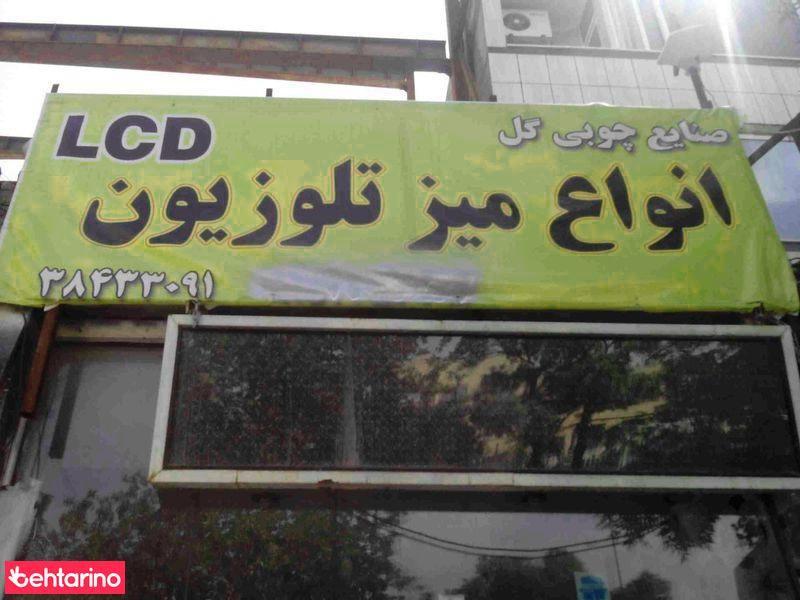 صنایع چوبی گل
LCD
انواع میز تلوزیون
۳۸۴۳۳۰۹۱
behtarino